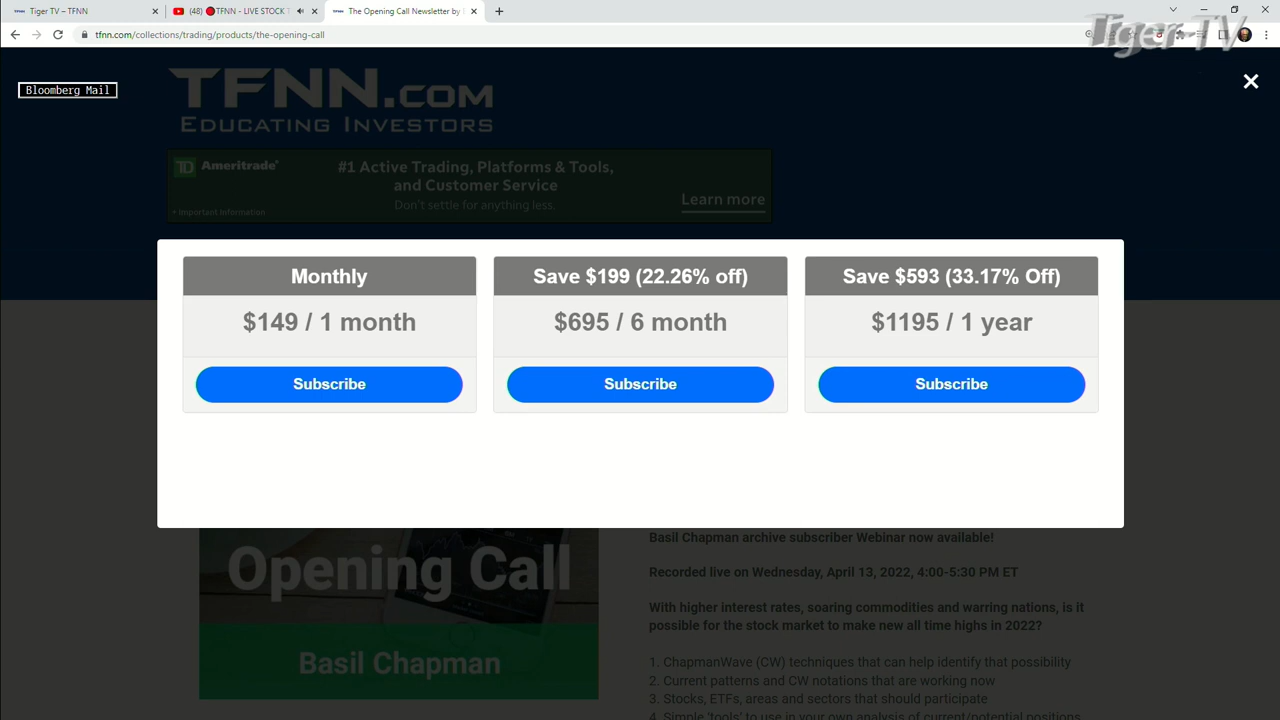 Tiger TV – TFNN
(48) 🔴TFNN - LIVE STOCK T
The Opening Call Newsletter by
tfnn.com/collections/trading/products/the-opening-call
Tiger TV
Bloomberg Mail
TFNN.COM
EDUCATING INVESTORS
TD Ameritrade®
#1 Active Trading, Platforms & Tools,
and Customer Service
Don't settle for anything less.
Learn more
• Important Information
Monthly
$149 / 1 month
Subscribe
Save $199 (22.26% off)
$695 / 6 month
Subscribe
Save $593 (33.17% Off)
$1195 / 1 year
Subscribe
Opening Call
Basil Chapman
Basil Chapman archive subscriber Webinar now available!
Recorded live on Wednesday, April 13, 2022, 4:00-5:30 PM ET
With higher interest rates, soaring commodities and warring nations, is it
possible for the stock market to make new all time highs in 2022?
1. ChapmanWave (CW) techniques that can help identify that possibility
2. Current patterns and CW notations that are working now
3. Stocks, ETFs, areas and sectors that should participate
4. Simple 'tools' to use in your own analysis of current/potential positions